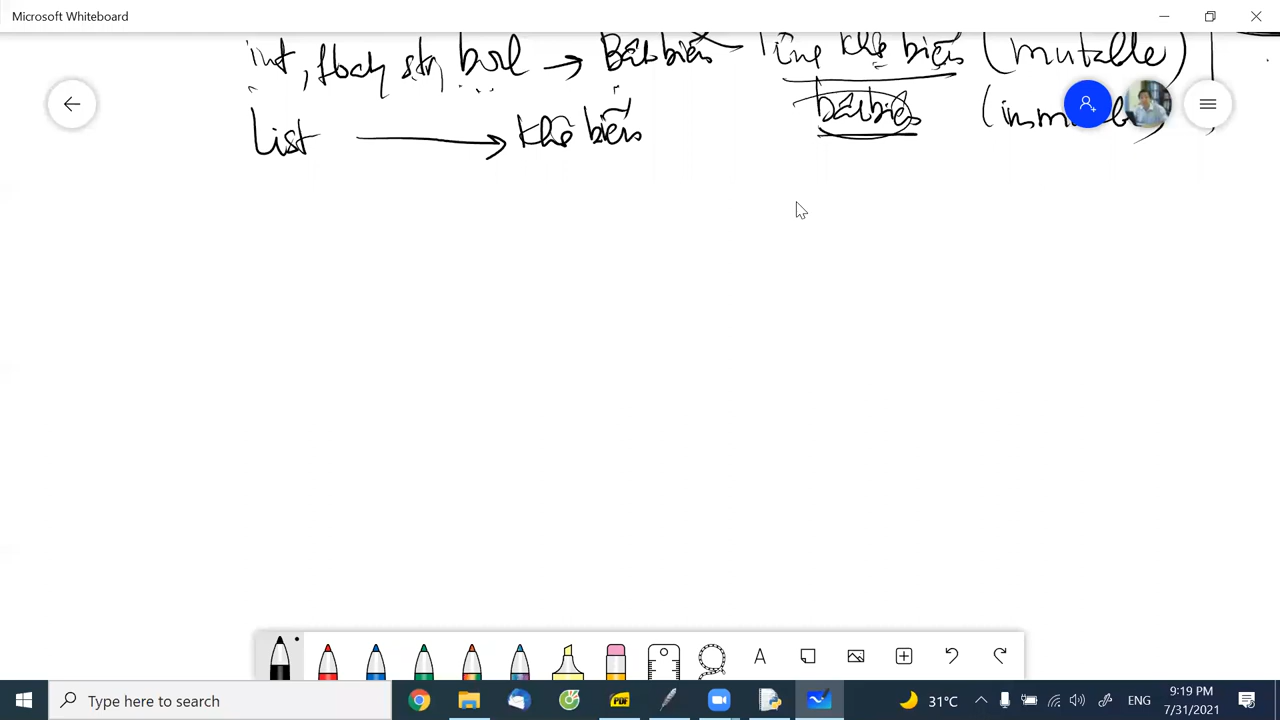 Microsoft Whiteboard
int, float, str, bool → Bất biến
Tính khả biến (mutable)
List → khả biến
bất biến
A
Type here to search
31°C
ENG
9:19 PM
7/31/2021